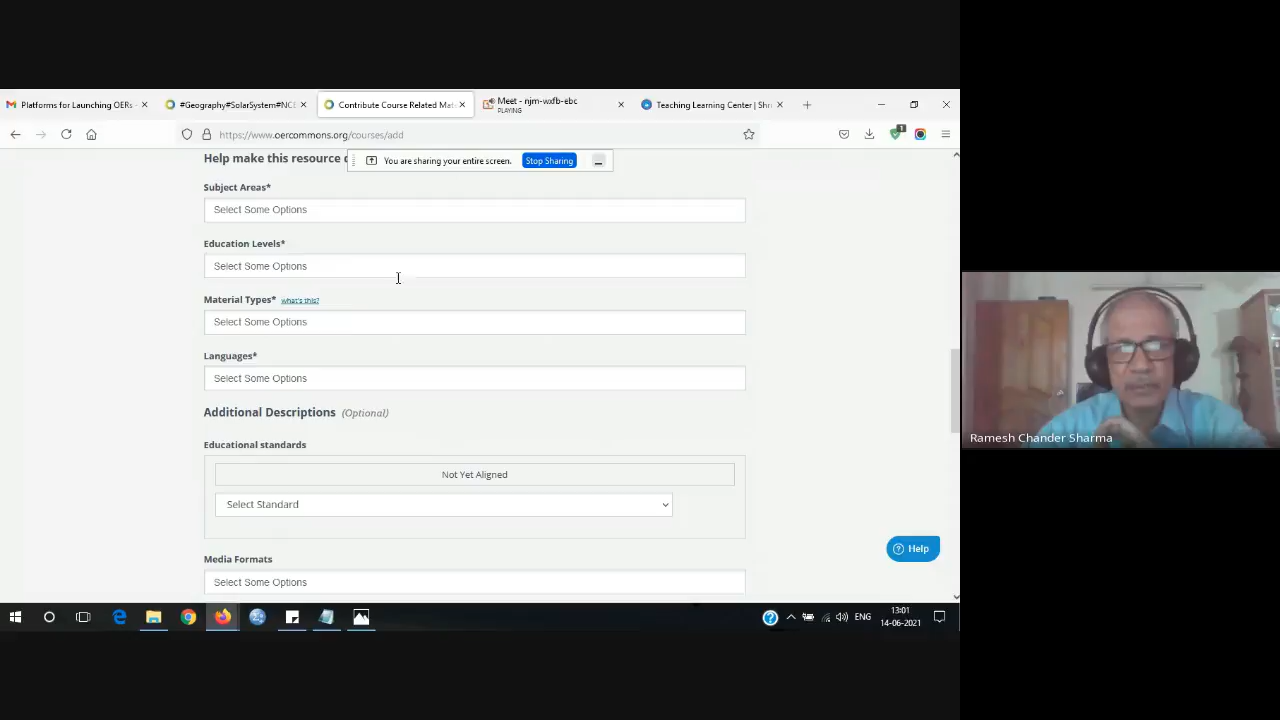 Platforms for Launching OERs -
#Geography#SolarSystem#NCE
Contribute Course Related Mat
Meet - njm-wxfb-ebc
PLAYING
Teaching Learning Center | Shri
https://www.oercommons.org/courses/add
1
Help make this resource
You are sharing your entire screen.
Stop Sharing
Subject Areas*
Select Some Options
Education Levels*
Select Some Options
Material Types* what's this?
Select Some Options
Languages*
Select Some Options
Additional Descriptions (Optional)
Educational standards
Not Yet Aligned
Select Standard
Media Formats
Select Some Options
Help
Ramesh Chander Sharma
ENG
13:01
14-06-2021